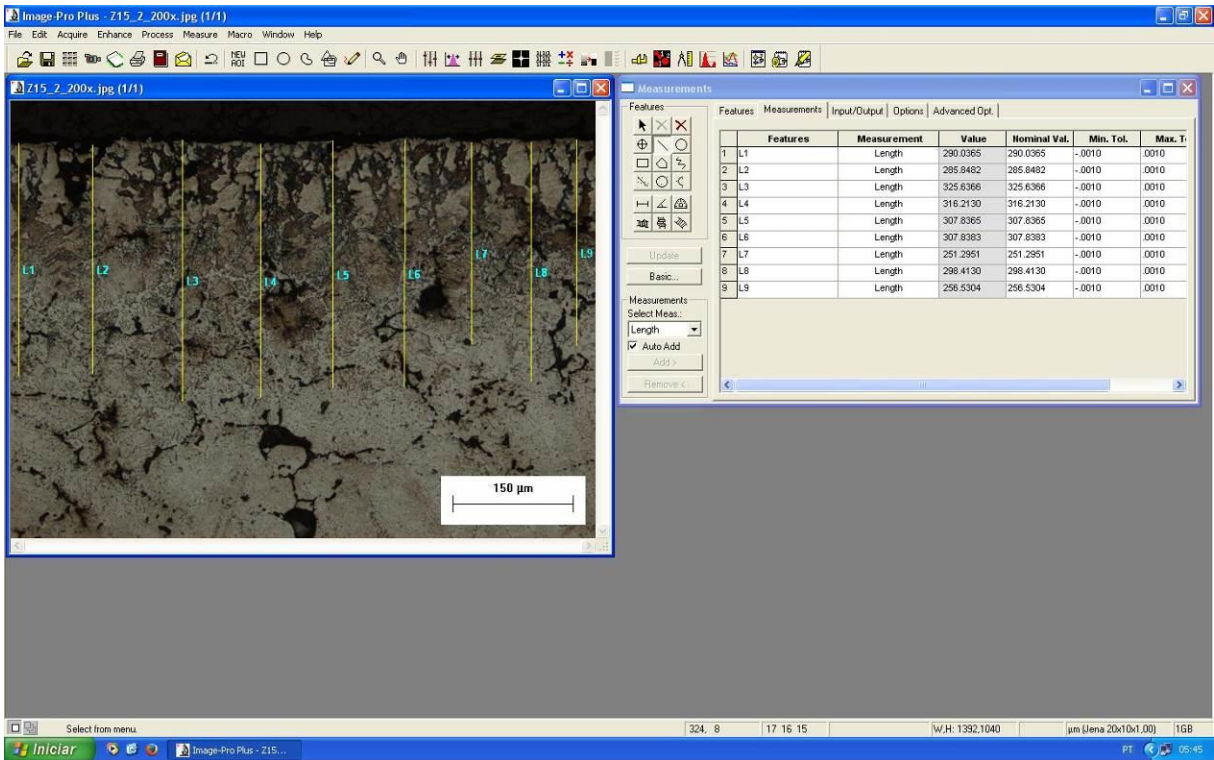 Image-Pro Plus - Z15_2_200x.jpg (1/1)
File Edit Acquire Enhance Process Measure Macro Window Help
NEW ROI
Z15_2_200x.jpg (1/1)
L1 L2 L3 L4 L5 L6 L7 L8 L9
150 µm
Measurements
Features
Update
Basic...
Measurements
Select Meas.:
Length
Auto Add
Add >
Remove <
Features Measurements Input/Output Options Advanced Opt.
Features Measurement Value Nominal Val. Min. Tol. Max. T
1 L1 Length 290.0365 290.0365 -.0010 .0010
2 L2 Length 285.8482 285.8482 -.0010 .0010
3 L3 Length 325.6366 325.6366 -.0010 .0010
4 L4 Length 316.2130 316.2130 -.0010 .0010
5 L5 Length 307.8365 307.8365 -.0010 .0010
6 L6 Length 307.8383 307.8383 -.0010 .0010
7 L7 Length 251.2951 251.2951 -.0010 .0010
8 L8 Length 298.4130 298.4130 -.0010 .0010
9 L9 Length 256.5304 256.5304 -.0010 .0010
Select from menu. 324, 8 17 16 15 W,H: 1392,1040 µm (Jena 20x10x1,00) 1GB
Iniciar Image-Pro Plus - Z15... PT 05:45